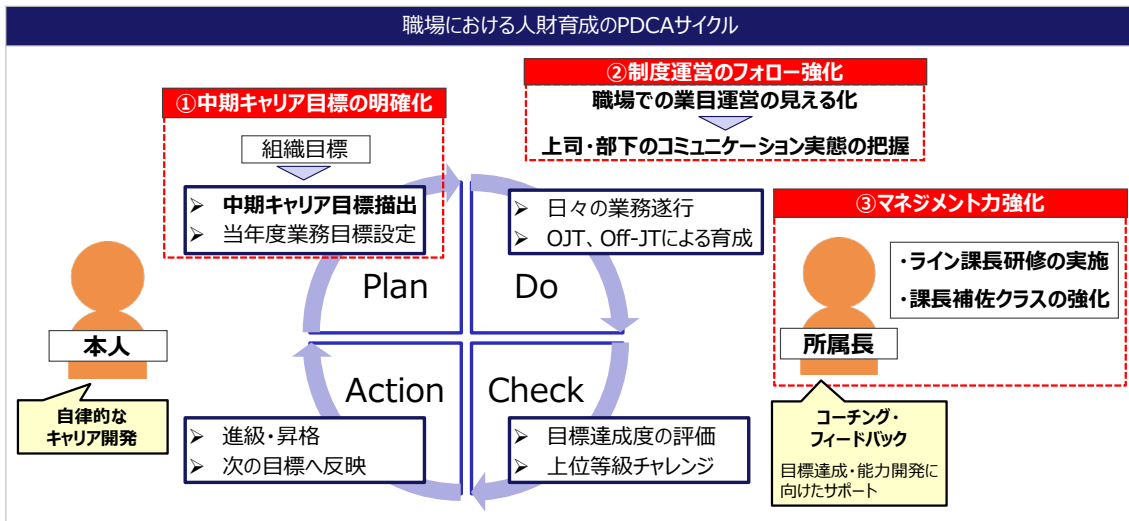 職場における人財育成のPDCAサイクル
①中期キャリア目標の明確化
組織目標
➢ 中期キャリア目標描出
➢ 当年度業務目標設定
②制度運営のフォロー強化
職場での業目運営の見える化
上司・部下のコミュニケーション実態の把握
➢ 日々の業務遂行
➢ OJT、Off-JTによる育成
③マネジメント力強化
・ライン課長研修の実施
・課長補佐クラスの強化
所属長
コーチング・
フィードバック
目標達成・能力開発に
向けたサポート
本人
自律的な
キャリア開発
Plan
Do
Action
Check
➢ 進級・昇格
➢ 次の目標へ反映
➢ 目標達成度の評価
➢ 上位等級チャレンジ